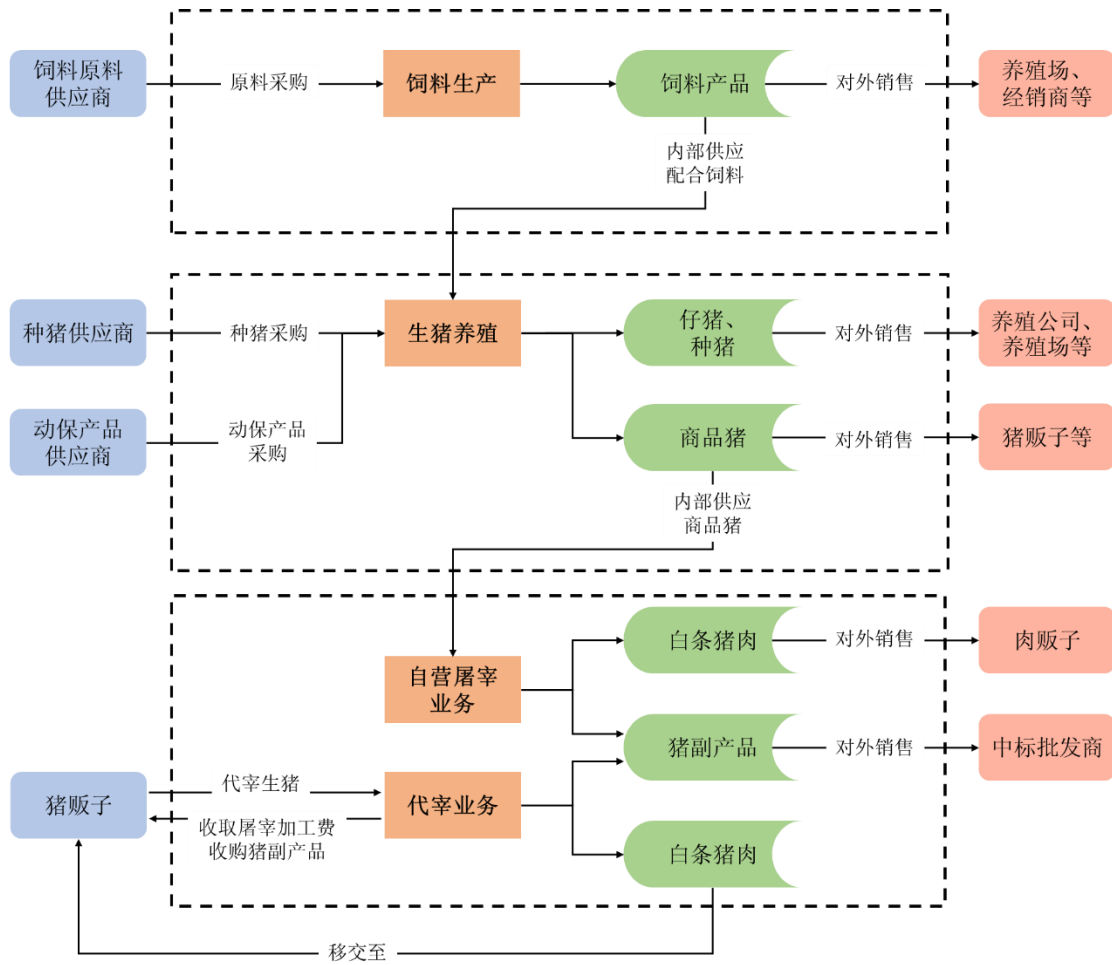 饲料原料
供应商
原料采购
饲料生产
饲料产品
对外销售
养殖场、
经销商等
内部供应
配合饲料
种猪供应商
种猪采购
生猪养殖
仔猪、
种猪
对外销售
养殖公司、
养殖场等
动保产品
供应商
动保产品
采购
商品猪
对外销售
猪贩子等
内部供应
商品猪
自营屠宰
业务
白条猪肉
对外销售
肉贩子
猪副产品
对外销售
中标批发商
猪贩子
代宰生猪
收取屠宰加工费
收购猪副产品
代宰业务
白条猪肉
移交至